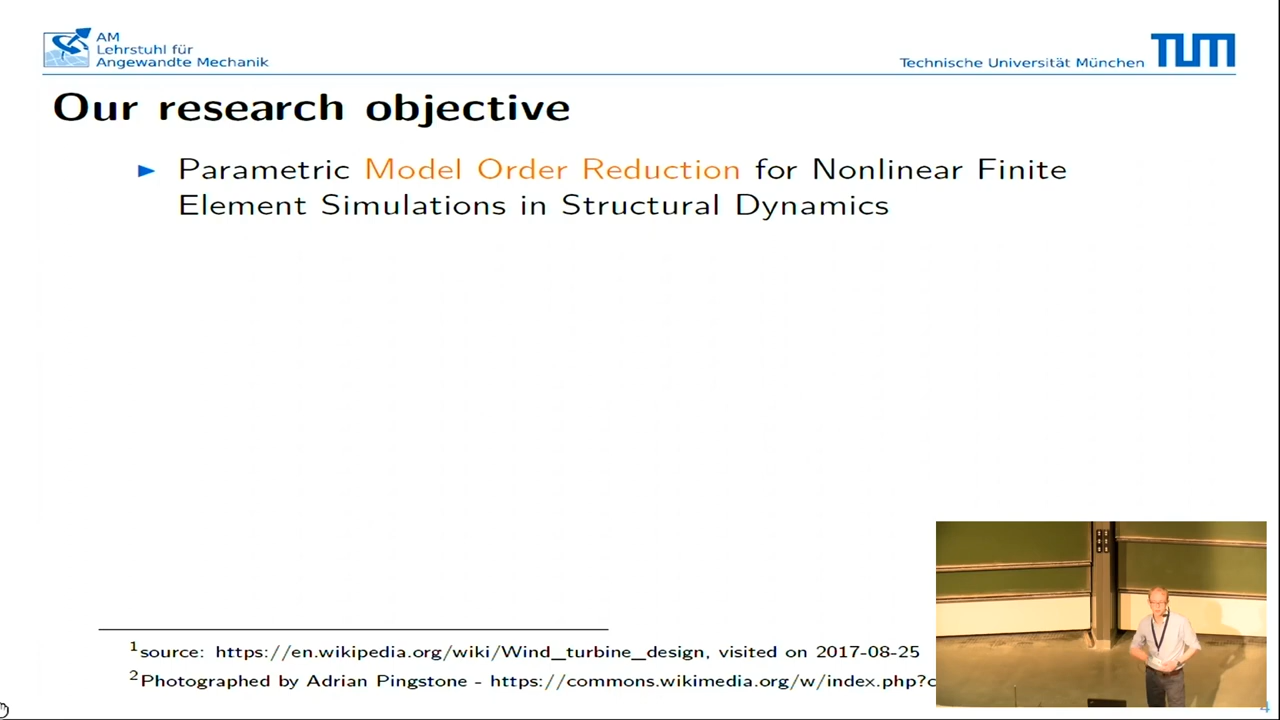 AM
Lehrstuhl für
Angewandte Mechanik
Technische Universität München TUM
Our research objective
► Parametric Model Order Reduction for Nonlinear Finite
Element Simulations in Structural Dynamics
1source: https://en.wikipedia.org/wiki/Wind_turbine_design, visited on 2017-08-25
2Photographed by Adrian Pingstone - https://commons.wikimedia.org/w/index.php?c
4